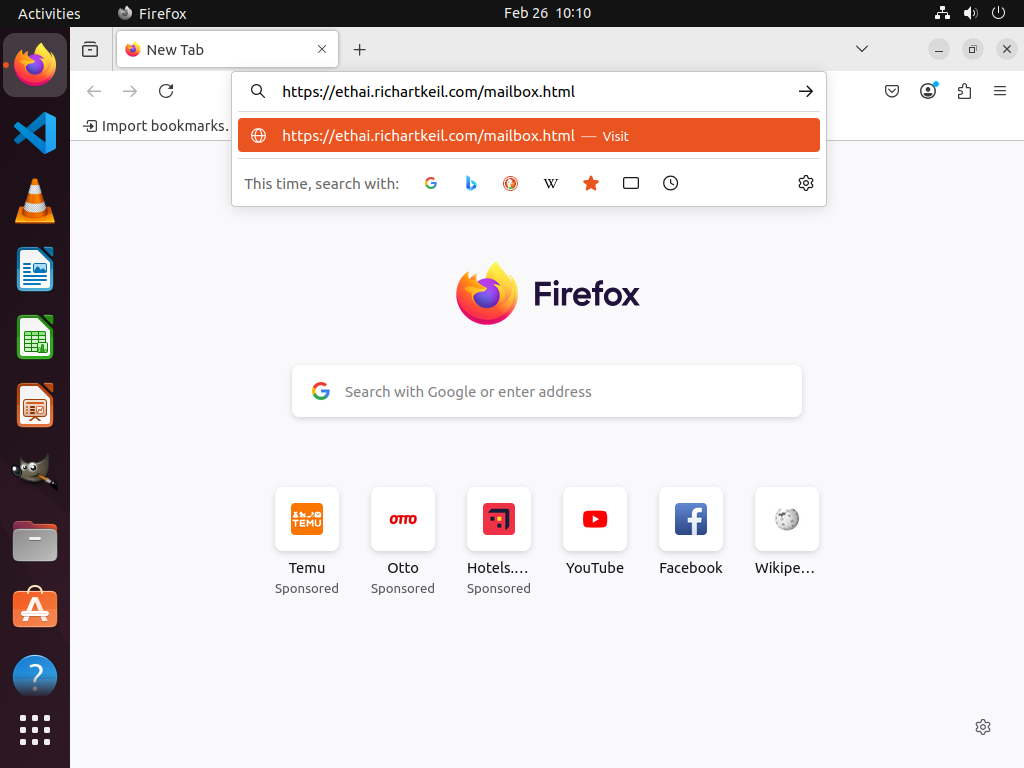 Activities
Firefox
Feb 26 10:10
New Tab
https://ethai.richartkeil.com/mailbox.html
Import bookmarks.
https://ethai.richartkeil.com/mailbox.html — Visit
This time, search with:
Firefox
Search with Google or enter address
TEMU
OTTO
Temu
Otto
Hotels....
YouTube
Facebook
Wikipe...
Sponsored
Sponsored
Sponsored